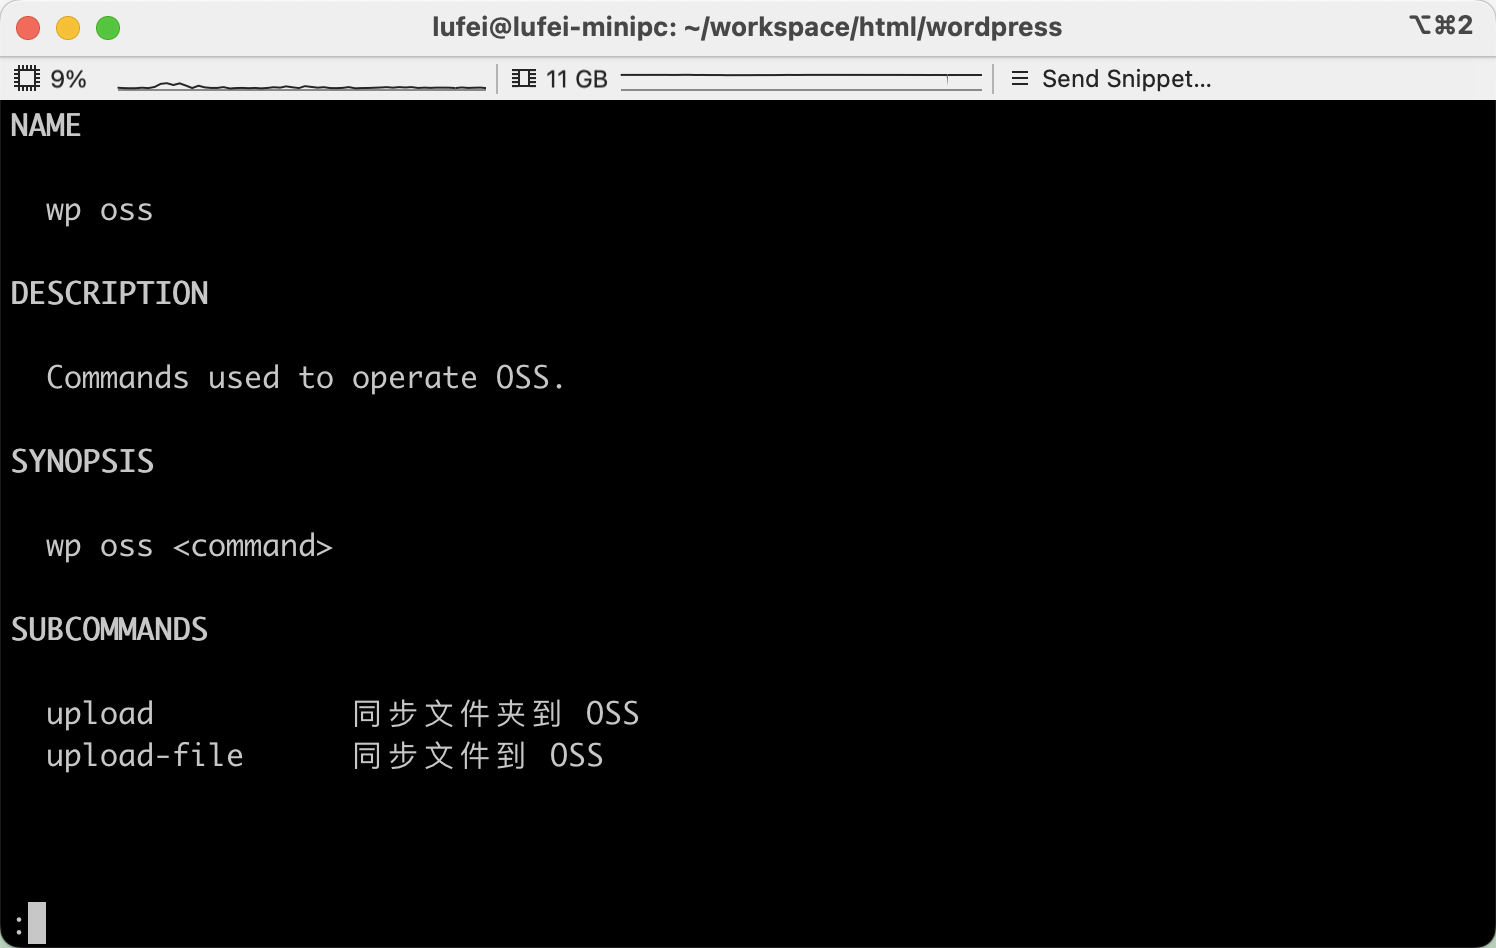 lufei@lufei-minipc: ~/workspace/html/wordpress
⌥⌘2
9%
11 GB
Send Snippet...
NAME
wp oss
DESCRIPTION
Commands used to operate OSS.
SYNOPSIS
wp oss <command>
SUBCOMMANDS
upload 同步文件夹到 OSS
upload-file 同步文件到 OSS
: